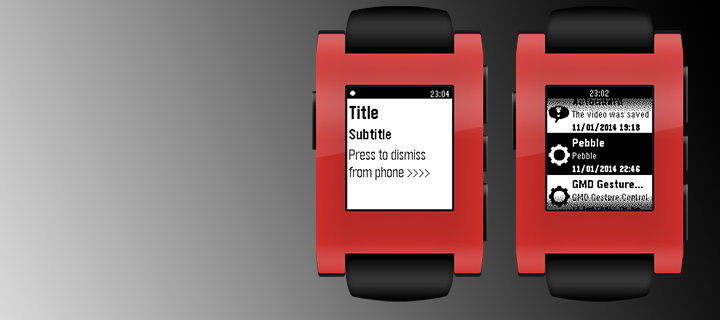 23:04
Title
Subtitle
Press to dismiss
from phone >>>>
23:02
The video was saved
11/01/2014 19:18
Pebble
Pebble
11/01/2014 22:46
GMD Gesture...
GMD Gesture Control